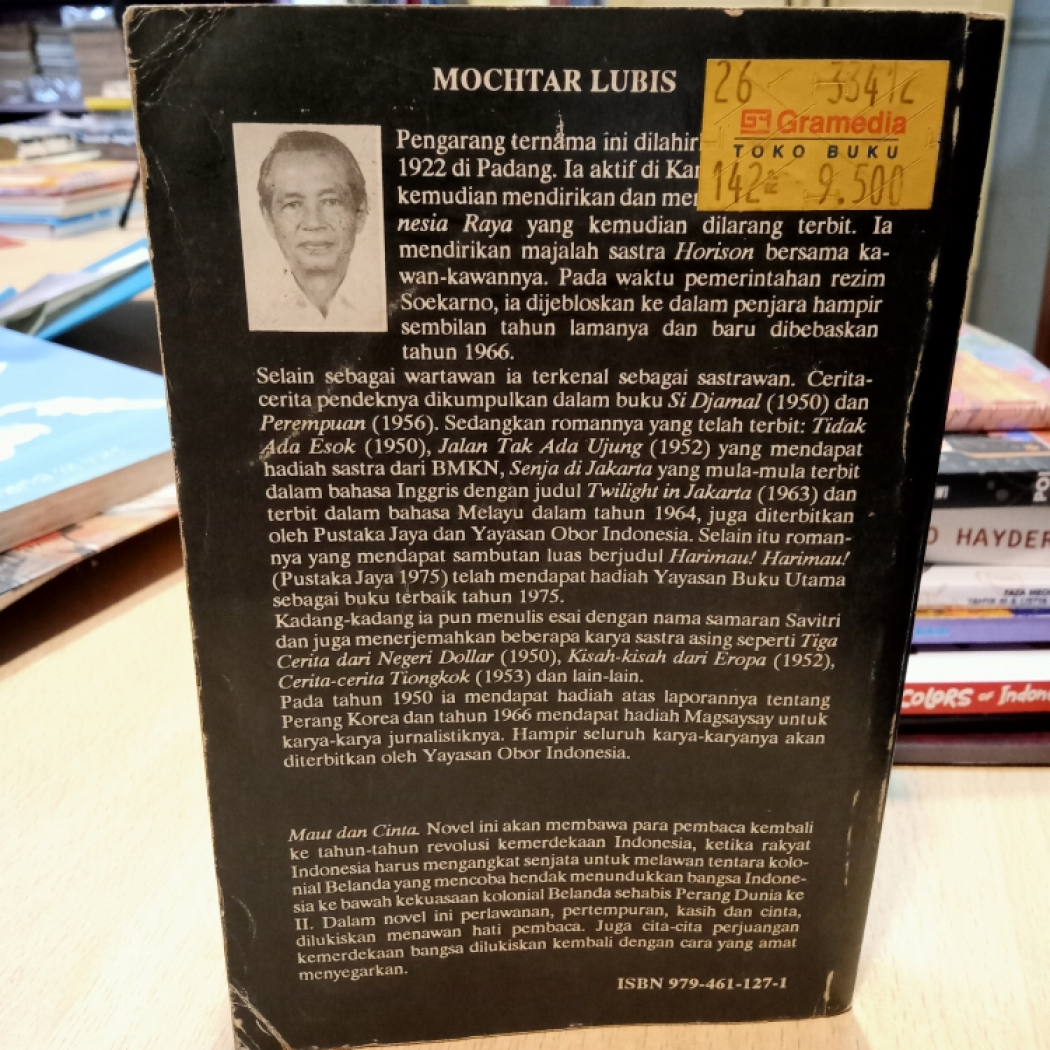 MOCHTAR LUBIS
26 33412
Gramedia
TOKO BUKU
142 9.500
Pengarang ternama ini dilahir
1922 di Padang. Ia aktif di Kan
kemudian mendirikan dan men
nesia Raya yang kemudian dilarang terbit. Ia
mendirikan majalah sastra Horison bersama ka-
wan-kawannya. Pada waktu pemerintahan rezim
Soekarno, ia dijebloskan ke dalam penjara hampir
sembilan tahun lamanya dan baru dibebaskan
tahun 1966.
Selain sebagai wartawan ia terkenal sebagai sastrawan. Cerita-
cerita pendeknya dikumpulkan dalam buku Si Djamal (1950) dan
Perempuan (1956). Sedangkan romannya yang telah terbit: Tidak
Ada Esok (1950), Jalan Tak Ada Ujung (1952) yang mendapat
hadiah sastra dari BMKN, Senja di Jakarta yang mula-mula terbit
dalam bahasa Inggris dengan judul Twilight in Jakarta (1963) dan
terbit dalam bahasa Melayu dalam tahun 1964, juga diterbitkan
oleh Pustaka Jaya dan Yayasan Obor Indonesia. Selain itu roman-
nya yang mendapat sambutan luas berjudul Harimau! Harimau!
(Pustaka Jaya 1975) telah mendapat hadiah Yayasan Buku Utama
sebagai buku terbaik tahun 1975.
Kadang-kadang ia pun menulis esai dengan nama samaran Savitri
dan juga menerjemahkan beberapa karya sastra asing seperti Tiga
Cerita dari Negeri Dollar (1950), Kisah-kisah dari Eropa (1952),
Cerita-cerita Tiongkok (1953) dan lain-lain.
Pada tahun 1950 ia mendapat hadiah atas laporannya tentang
Perang Korea dan tahun 1966 mendapat hadiah Magsaysay untuk
karya-karya jurnalistiknya. Hampir seluruh karya-karyanya akan
diterbitkan oleh Yayasan Obor Indonesia.
Maut dan Cinta. Novel ini akan membawa para pembaca kembali
ke tahun-tahun revolusi kemerdekaan Indonesia, ketika rakyat
Indonesia harus mengangkat senjata untuk melawan tentara kolo-
nial Belanda yang mencoba hendak menundukkan bangsa Indone-
sia ke bawah kekuasaan kolonial Belanda sehabis Perang Dunia ke
II. Dalam novel ini perlawanan, pertempuran, kasih dan cinta,
dilukiskan menawan hati pembaca. Juga cita-cita perjuangan
kemerdekaan bangsa dilukiskan kembali dengan cara yang amat
menyegarkan.
ISBN 979-461-127-1
HAYDER
COLORS of Indon